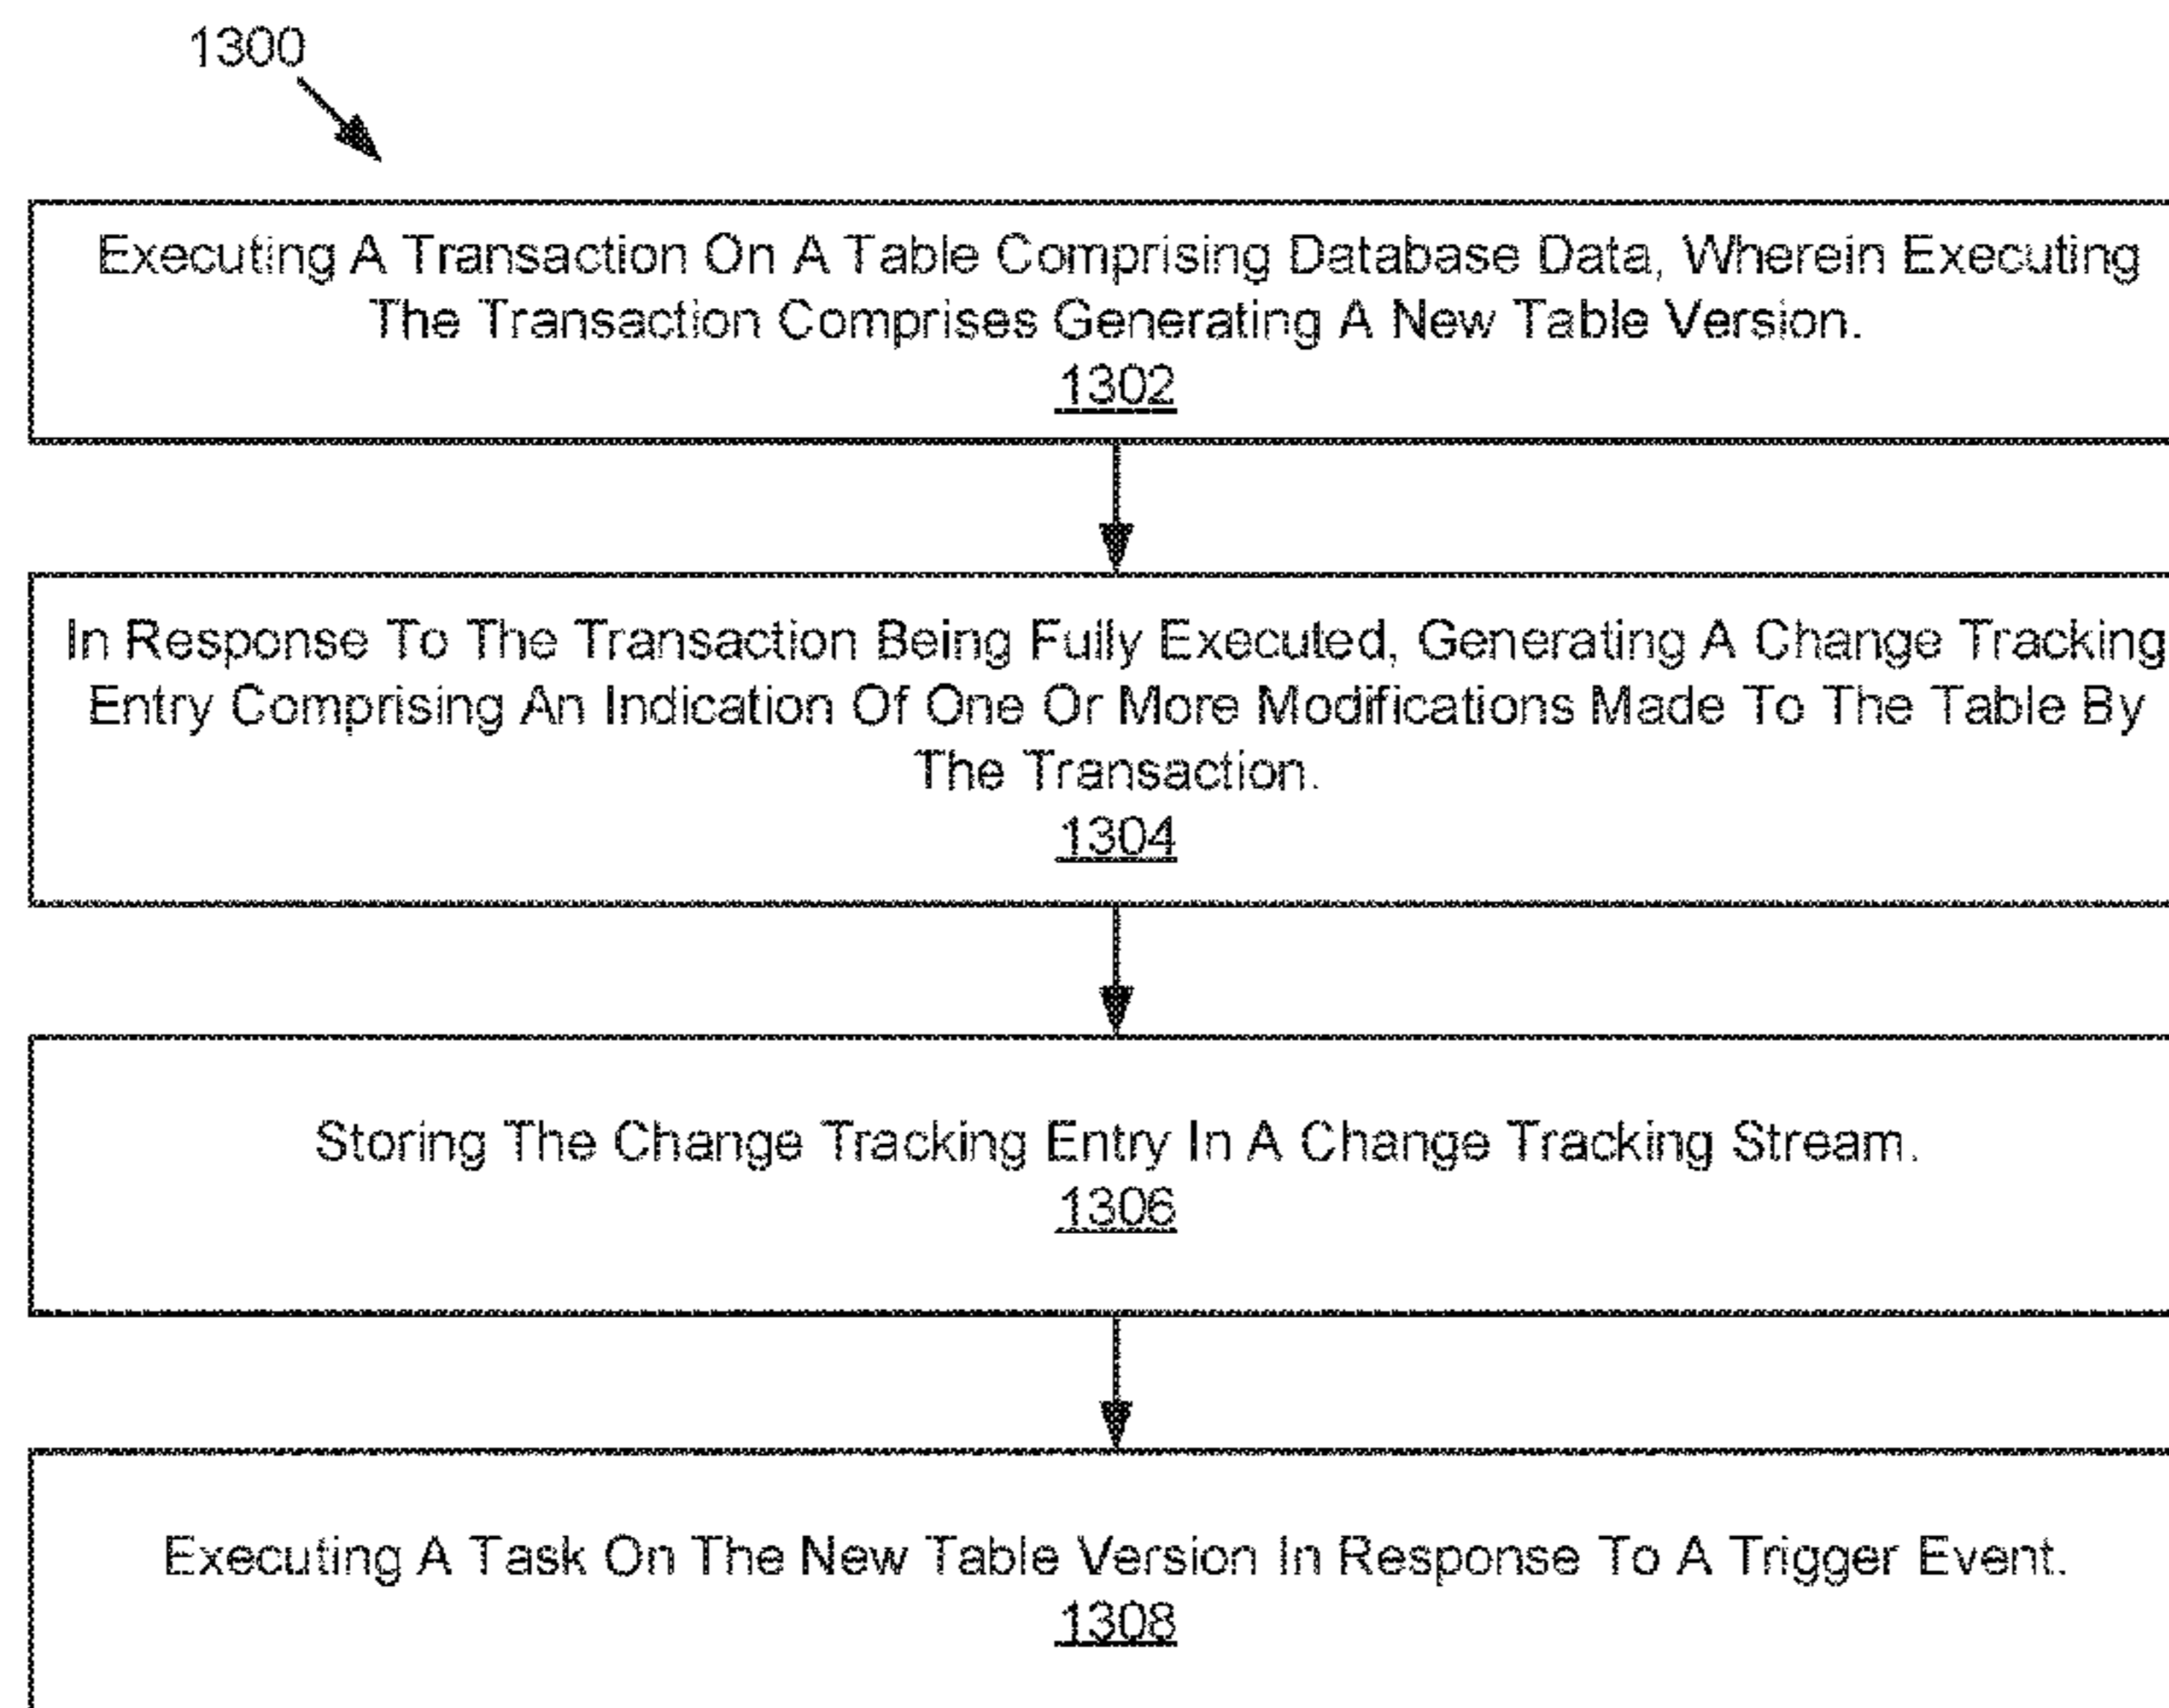 1300
Executing A Transaction On A Table Comprising Database Data, Wherein Executing
The Transaction Comprises Generating A New Table Version.
1302
In Response To The Transaction Being Fully Executed, Generating A Change Tracking
Entry Comprising An Indication Of One Or More Modifications Made To The Table By
The Transaction.
1304
Storing The Change Tracking Entry In A Change Tracking Stream.
1306
Executing A Task On The New Table Version In Response To A Trigger Event.
1308